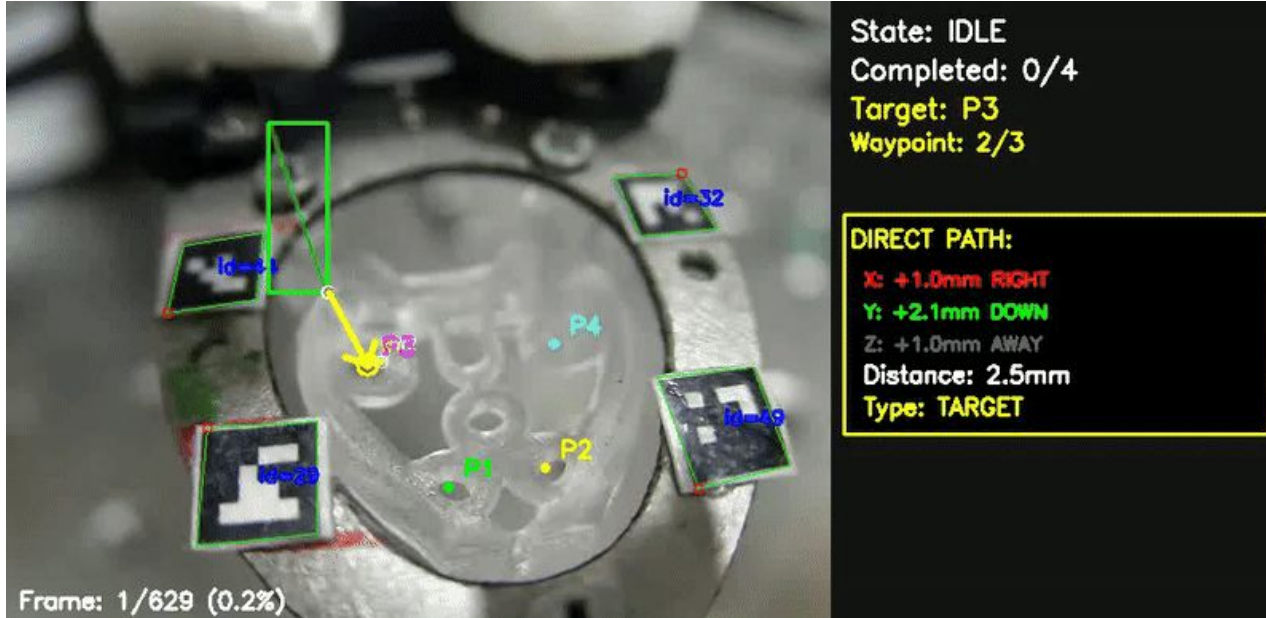 State: IDLE
Completed: 0/4
Target: P3
Waypoint: 2/3
DIRECT PATH:
X: +1.0mm RIGHT
Y: +2.1mm DOWN
Z: +1.0mm AWAY
Distance: 2.5mm
Type: TARGET
id=32
id=44
P3
P4
id=49
P2
P1
id=29
Frame: 1/629 (0.2%)